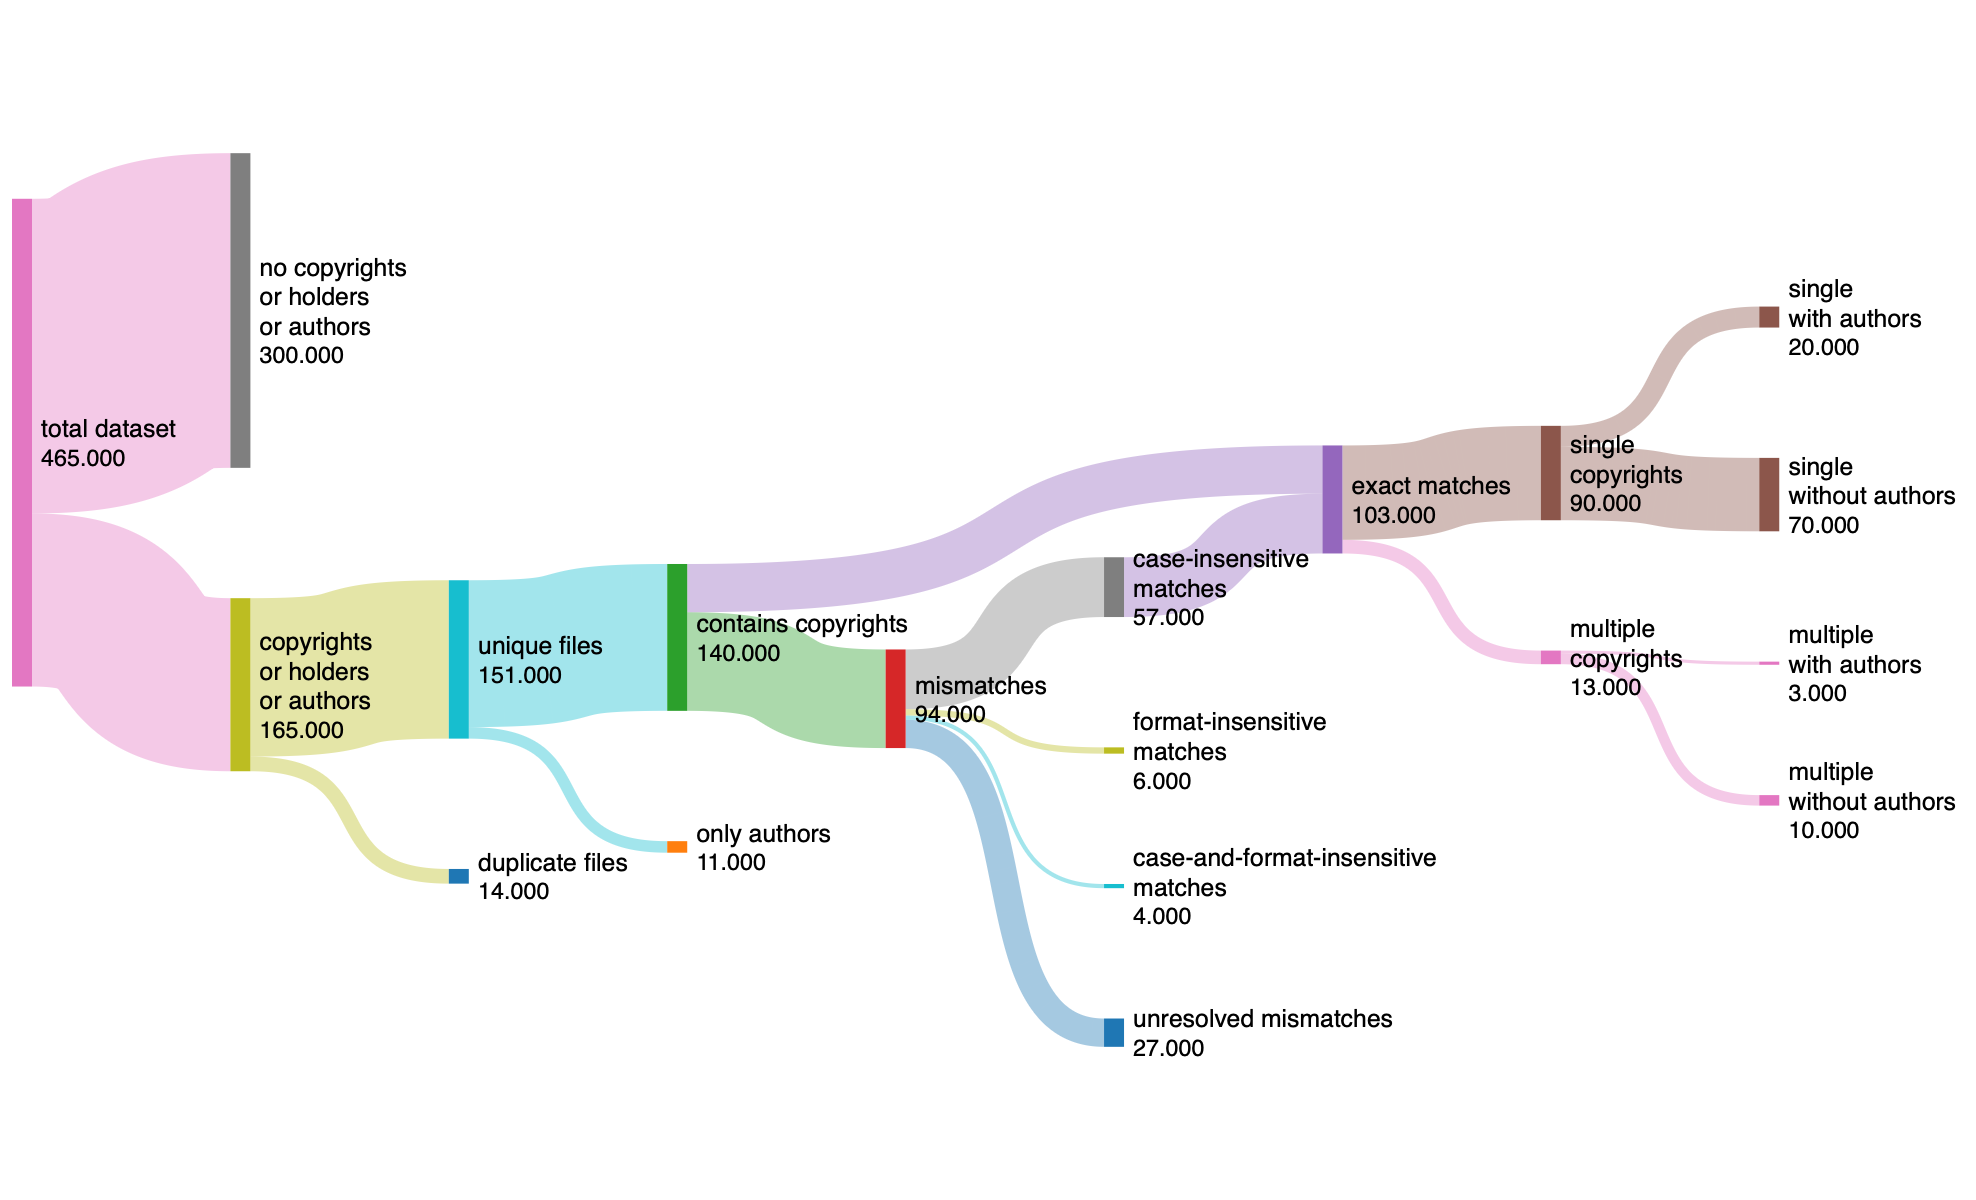 total dataset
465.000
no copyrights
or holders
or authors
300.000
copyrights
or holders
or authors
165.000
unique files
151.000
duplicate files
14.000
contains copyrights
140.000
only authors
11.000
mismatches
94.000
case-insensitive
matches
57.000
format-insensitive
matches
6.000
case-and-format-insensitive
matches
4.000
unresolved mismatches
27.000
exact matches
103.000
single
copyrights
90.000
multiple
copyrights
13.000
single
with authors
20.000
single
without authors
70.000
multiple
with authors
3.000
multiple
without authors
10.000